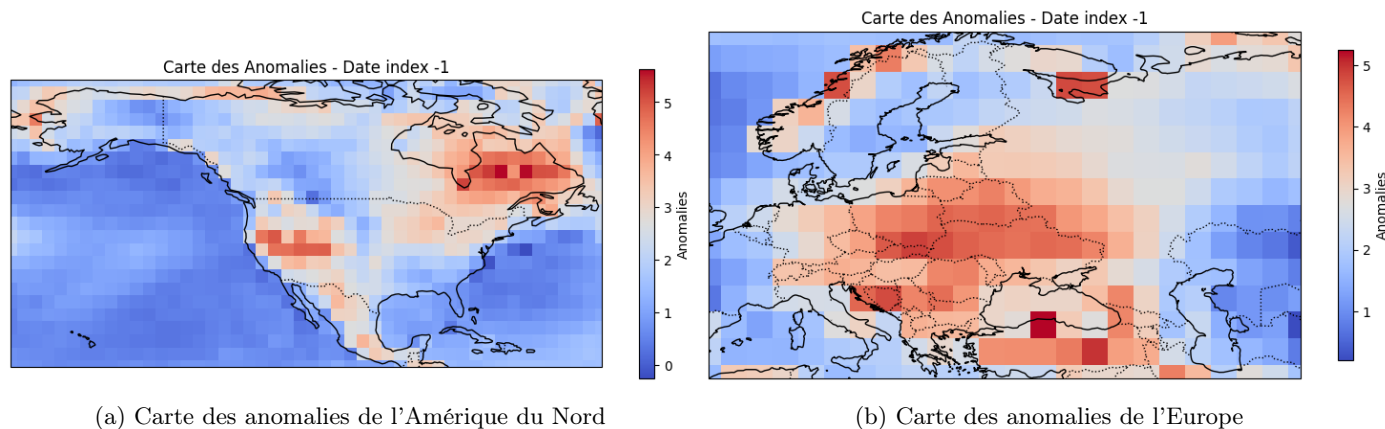 Carte des Anomalies - Date index -1
5
4
3
2
1
0
Anomalies
(a) Carte des anomalies de l'Amérique du Nord
Carte des Anomalies - Date index -1
5
4
3
2
1
Anomalies
(b) Carte des anomalies de l'Europe